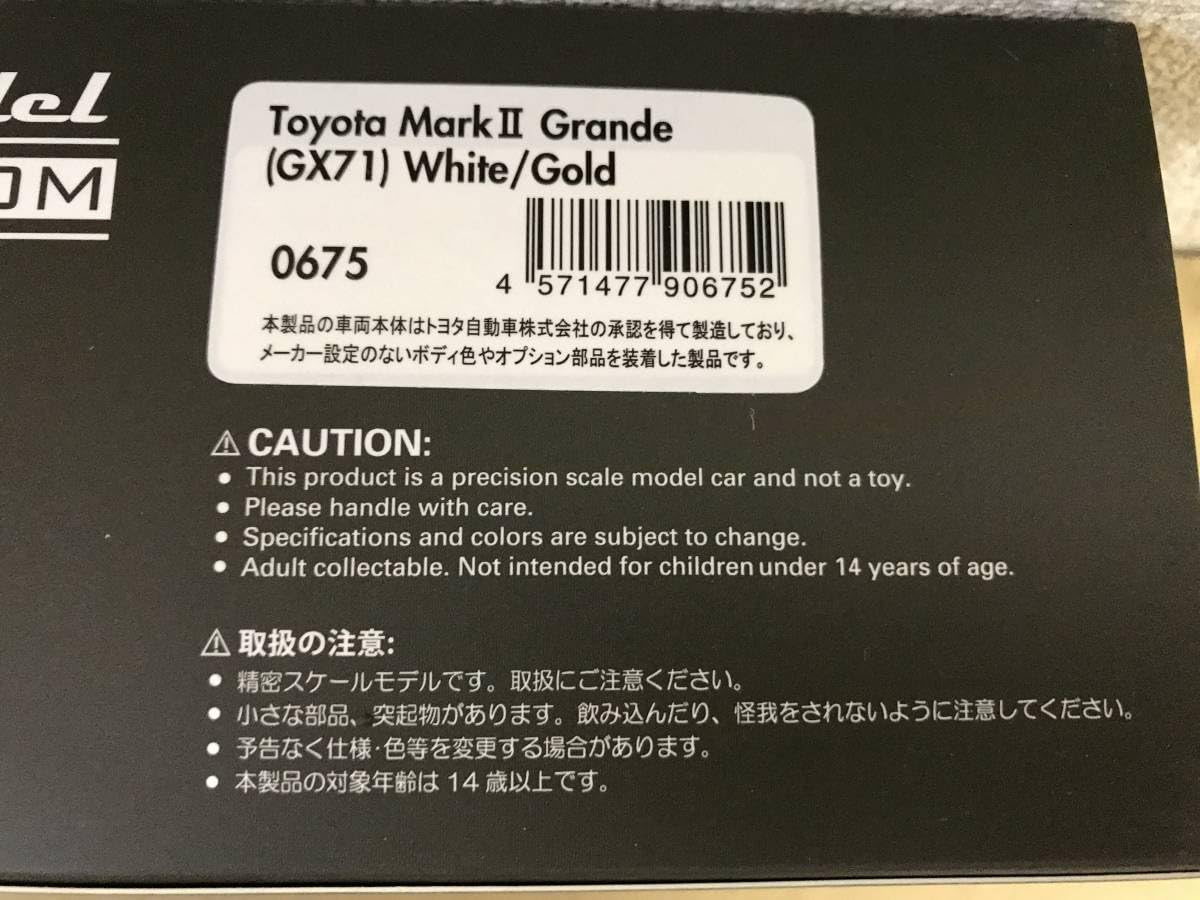 Toyota Mark II Grande
(GX71) White/Gold
0675
4 571477 906752
本製品の車両本体はトヨタ自動車株式会社の承認を得て製造しており、
メーカー設定のないボディ色やオプション部品を装着した製品です。
CAUTION:
• This product is a precision scale model car and not a toy.
• Please handle with care.
• Specifications and colors are subject to change.
• Adult collectable. Not intended for children under 14 years of age.
取扱の注意:
• 精密スケールモデルです。取扱にご注意ください。
• 小さな部品、突起物があります。飲み込んだり、怪我をされないように注意してください。
• 予告なく仕様・色等を変更する場合があります。
• 本製品の対象年齢は 14 歳以上です。